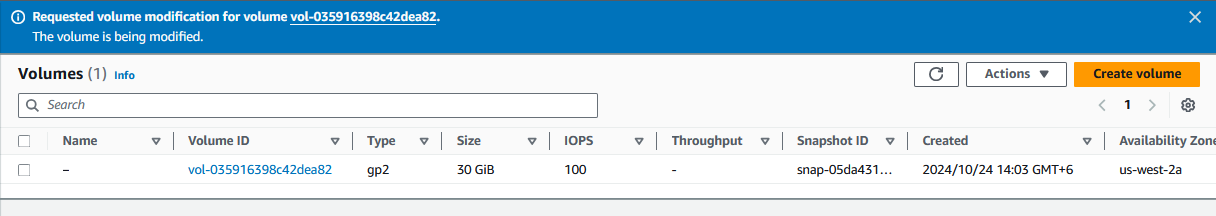 Requested volume modification for volume vol-035916398c42dea82.
The volume is being modified.
Volumes (1) Info
Actions
Create volume
Search
1
Name Volume ID Type Size IOPS Throughput Snapshot ID Created Availability Zone
– vol-035916398c42dea82 gp2 30 GiB 100 - snap-05da431... 2024/10/24 14:03 GMT+6 us-west-2a